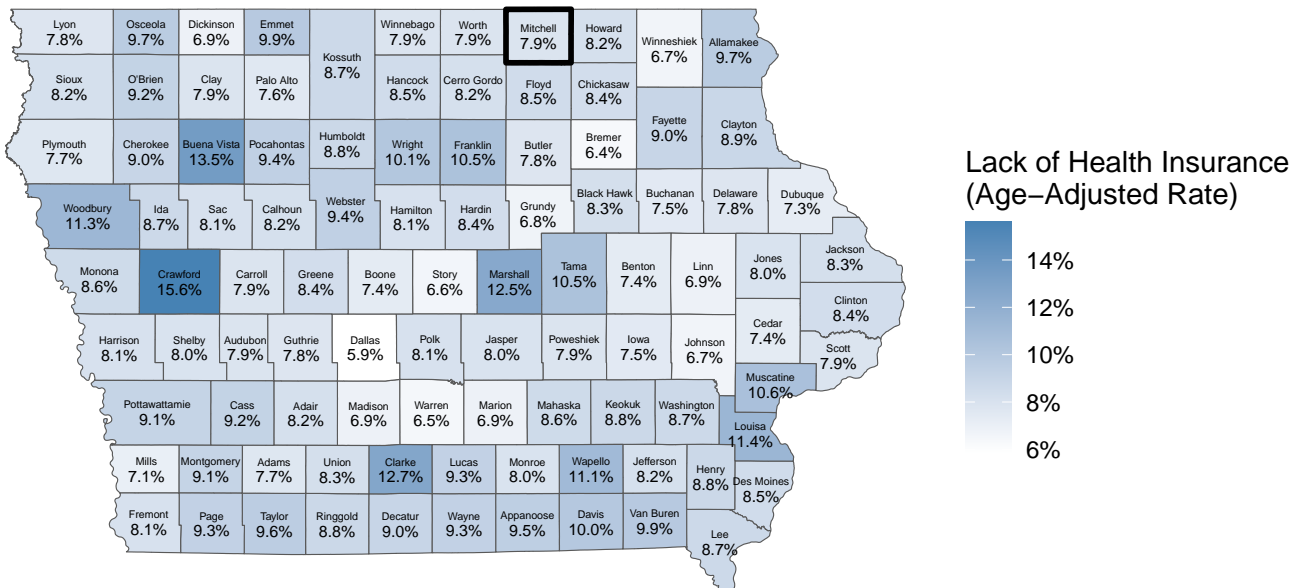 Lyon
7.8%
Osceola
9.7%
Dickinson
6.9%
Emmet
9.9%
Kossuth
8.7%
Winnebago
7.9%
Worth
7.9%
Mitchell
7.9%
Howard
8.2%
Winneshiek
6.7%
Allamakee
9.7%
Sioux
8.2%
O'Brien
9.2%
Clay
7.9%
Palo Alto
7.6%
Hancock
8.5%
Cerro Gordo
8.2%
Floyd
8.5%
Chickasaw
8.4%
Fayette
9.0%
Clayton
8.9%
Plymouth
7.7%
Cherokee
9.0%
Buena Vista
13.5%
Pocahontas
9.4%
Humboldt
8.8%
Wright
10.1%
Franklin
10.5%
Butler
7.8%
Bremer
6.4%
Woodbury
11.3%
Ida
8.7%
Sac
8.1%
Calhoun
8.2%
Webster
9.4%
Hamilton
8.1%
Hardin
8.4%
Grundy
6.8%
Black Hawk
8.3%
Buchanan
7.5%
Delaware
7.8%
Dubuque
7.3%
Monona
8.6%
Crawford
15.6%
Carroll
7.9%
Greene
8.4%
Boone
7.4%
Story
6.6%
Marshall
12.5%
Tama
10.5%
Benton
7.4%
Linn
6.9%
Jones
8.0%
Jackson
8.3%
Clinton
8.4%
Harrison
8.1%
Shelby
8.0%
Audubon
7.9%
Guthrie
7.8%
Dallas
5.9%
Polk
8.1%
Jasper
8.0%
Poweshiek
7.9%
Iowa
7.5%
Johnson
6.7%
Cedar
7.4%
Scott
7.9%
Muscatine
10.6%
Pottawattamie
9.1%
Cass
9.2%
Adair
8.2%
Madison
6.9%
Warren
6.5%
Marion
6.9%
Mahaska
8.6%
Keokuk
8.8%
Washington
8.7%
Louisa
11.4%
Mills
7.1%
Montgomery
9.1%
Adams
7.7%
Union
8.3%
Clarke
12.7%
Lucas
9.3%
Monroe
8.0%
Wapello
11.1%
Jefferson
8.2%
Henry
8.8%
Des Moines
8.5%
Fremont
8.1%
Page
9.3%
Taylor
9.6%
Ringgold
8.8%
Decatur
9.0%
Wayne
9.3%
Appanoose
9.5%
Davis
10.0%
Van Buren
9.9%
Lee
8.7%
Lack of Health Insurance
(Age−Adjusted Rate)
14%
12%
10%
8%
6%